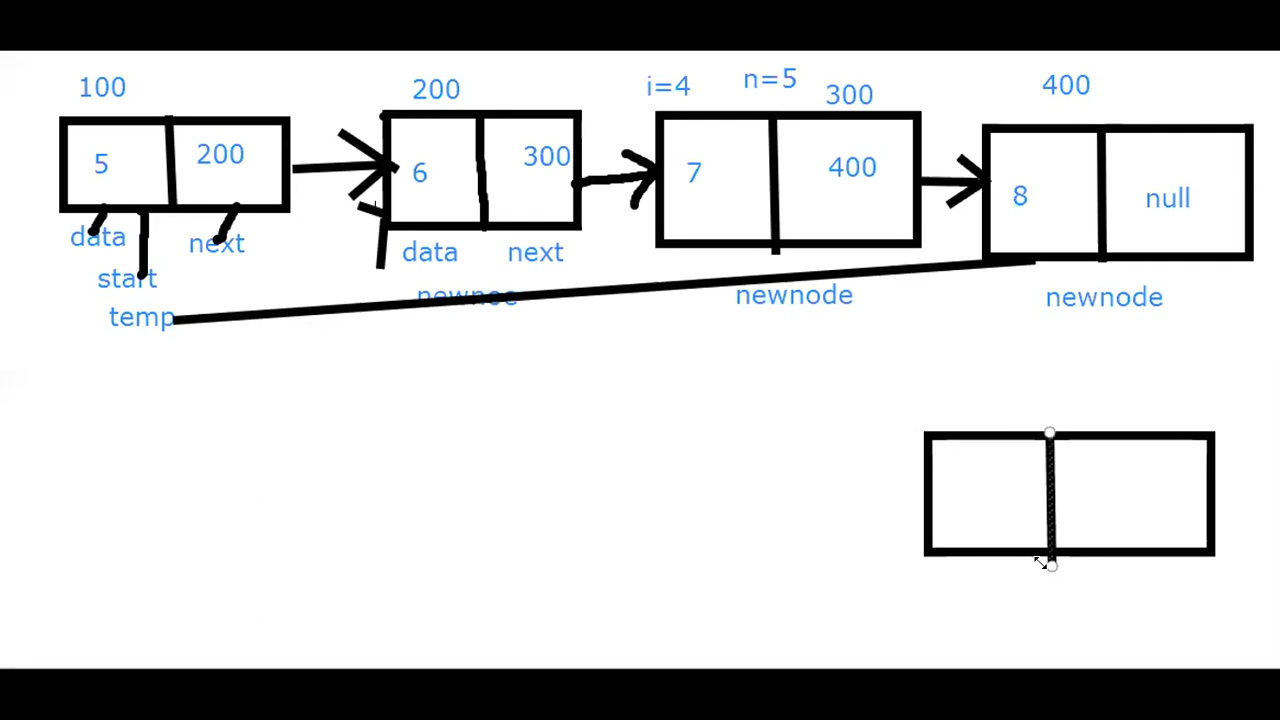 100
200
i=4
n=5
300
400
5
200
6
300
7
400
8
null
data
next
data
next
start
newnode
newnode
temp